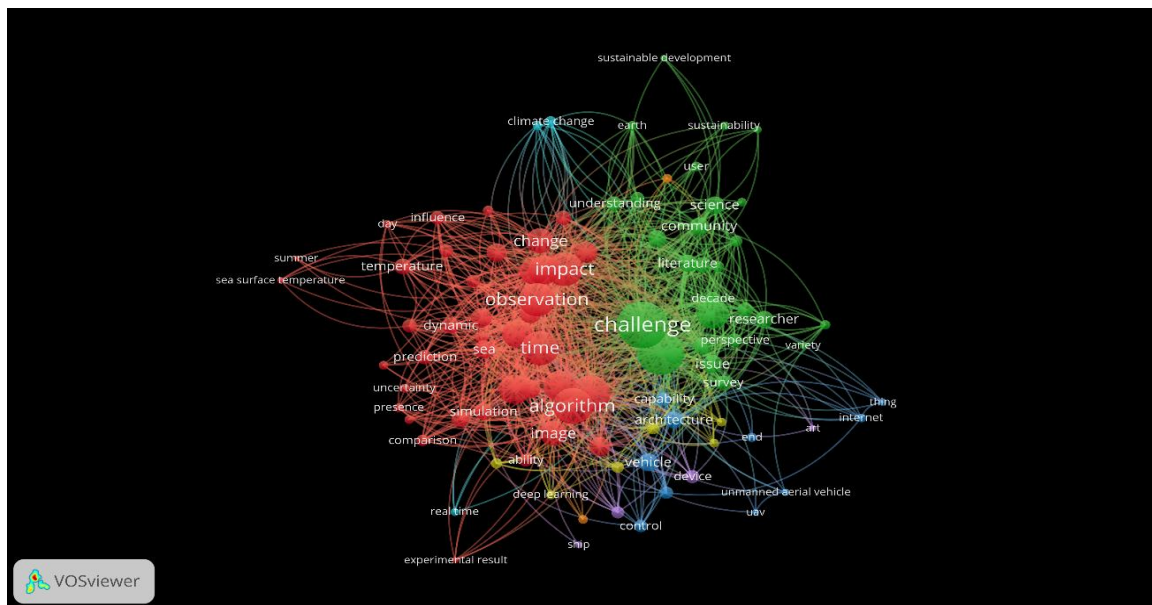 sustainable development
climate change
earth
sustainability
user
understanding
science
day
influence
community
change
summer
temperature
impact
literature
sea surface temperature
observation
decade
dynamic
challenge
researcher
sea
time
perspective
variety
prediction
issue
uncertainty
survey
presence
capability
thing
simulation
algorithm
architecture
internet
art
comparison
image
end
ability
vehicle
device
deep learning
unmanned aerial vehicle
real time
uav
control
ship
experimental result
VOSviewer